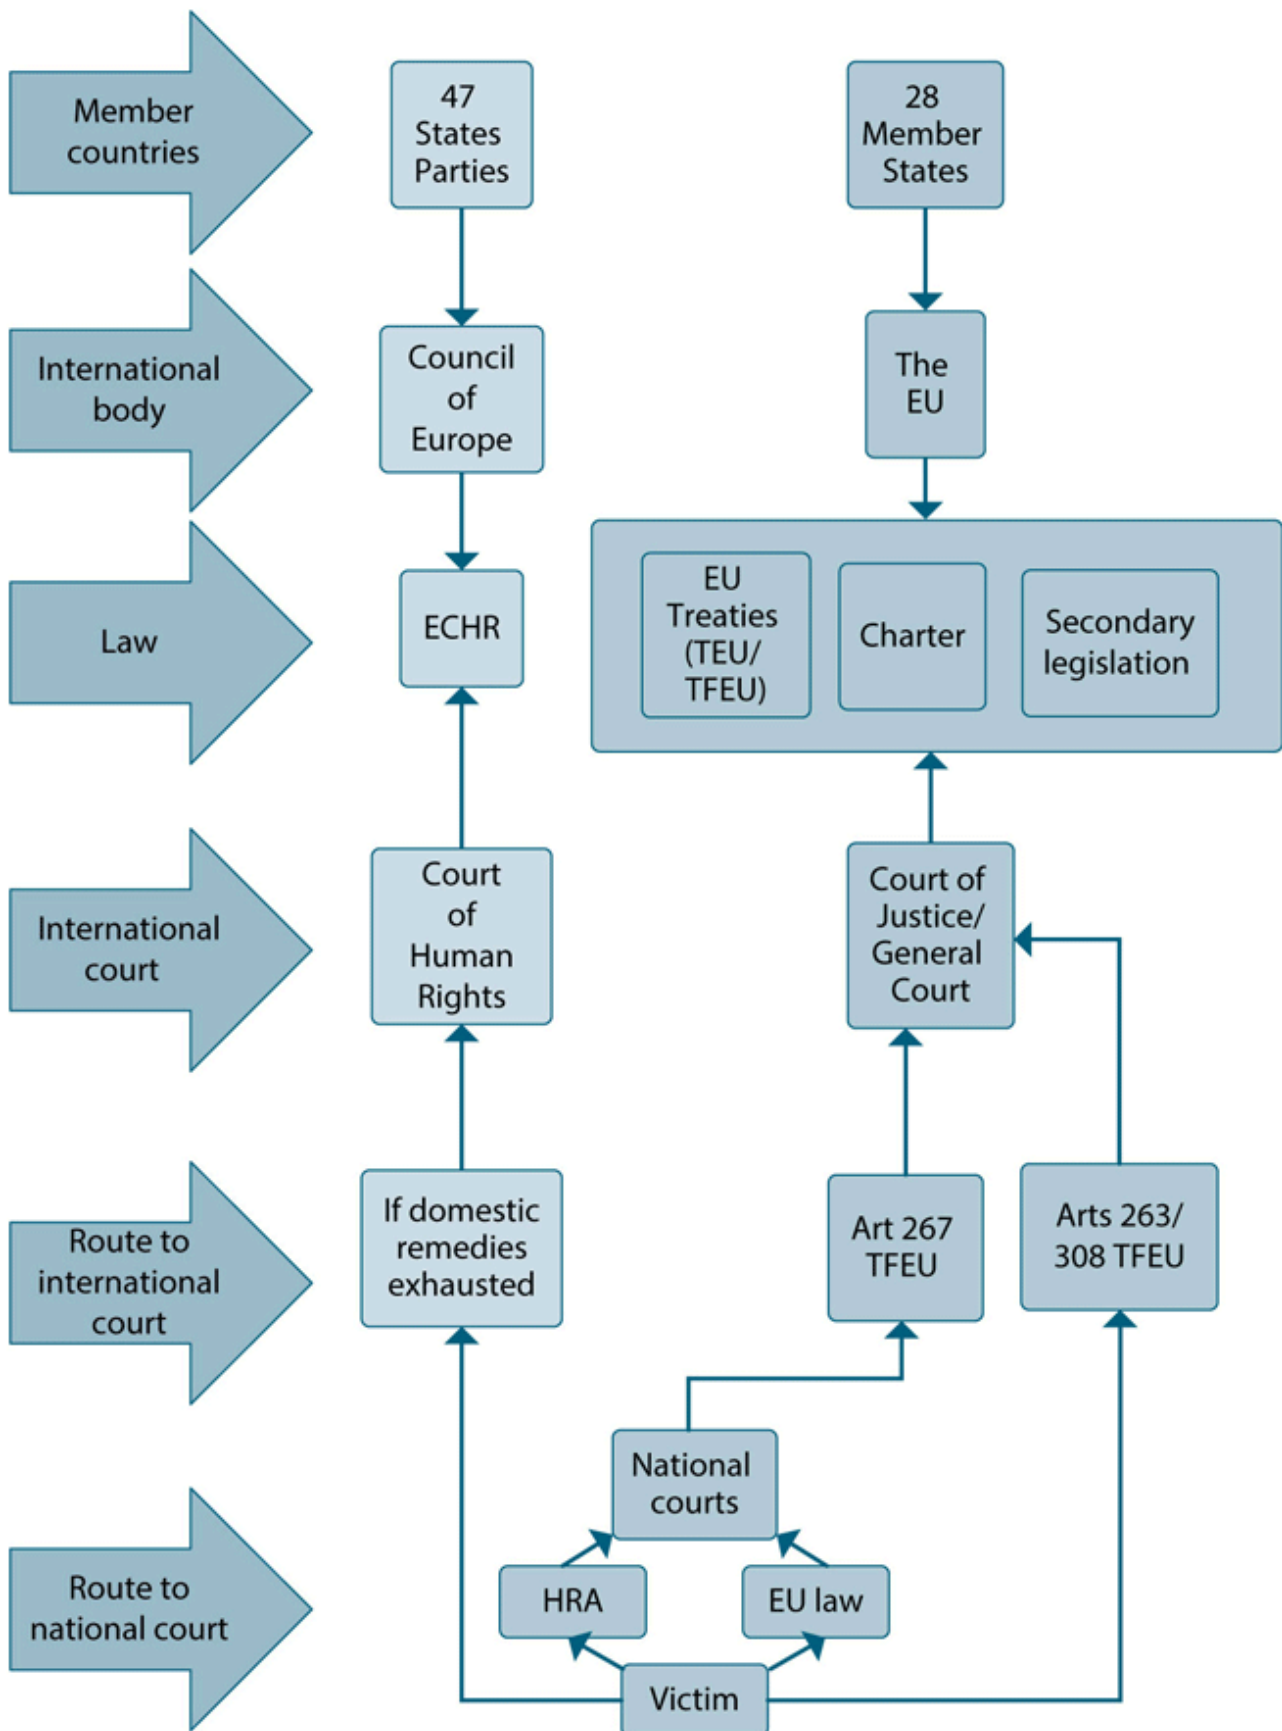 Member
countries
47
States
Parties
28
Member
States
International
body
Council
of
Europe
The
EU
Law
ECHR
EU
Treaties
(TEU/
TFEU)
Charter
Secondary
legislation
International
court
Court
of
Human
Rights
Court of
Justice/
General
Court
Route to
international
court
If domestic
remedies
exhausted
Art 267
TFEU
Arts 263/
308 TFEU
National
courts
Route to
national court
HRA
EU law
Victim